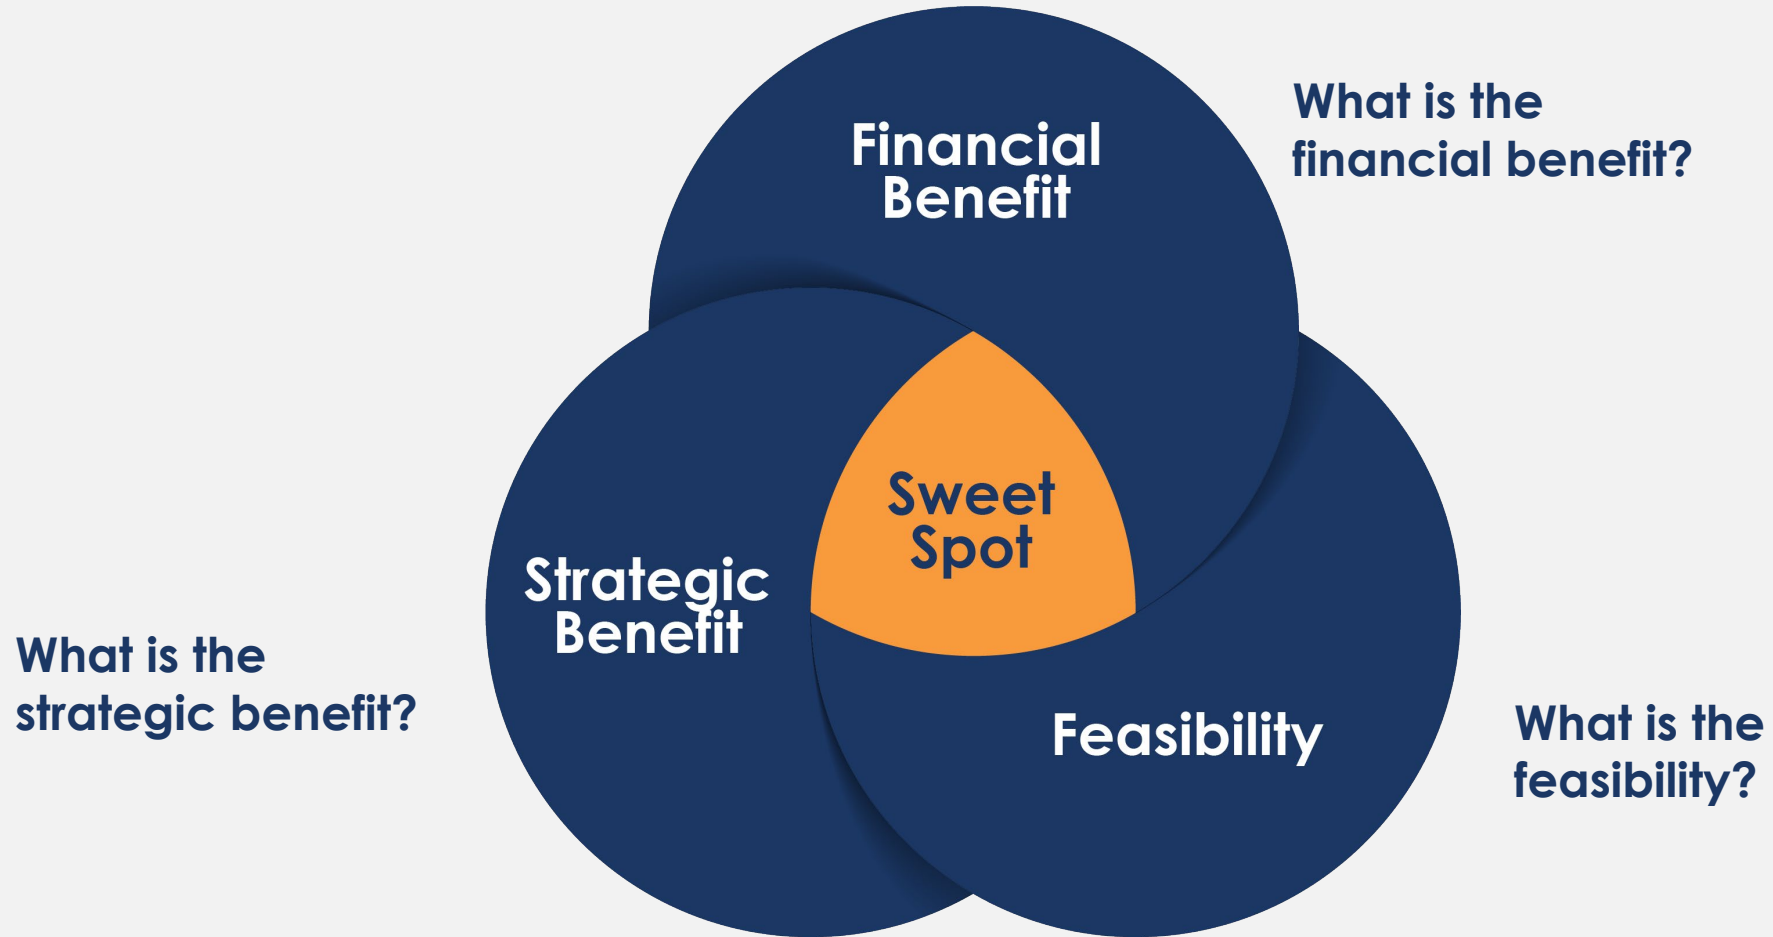 Financial
Benefit
What is the
financial benefit?
Sweet
Spot
Strategic
Benefit
What is the
strategic benefit?
Feasibility
What is the
feasibility?